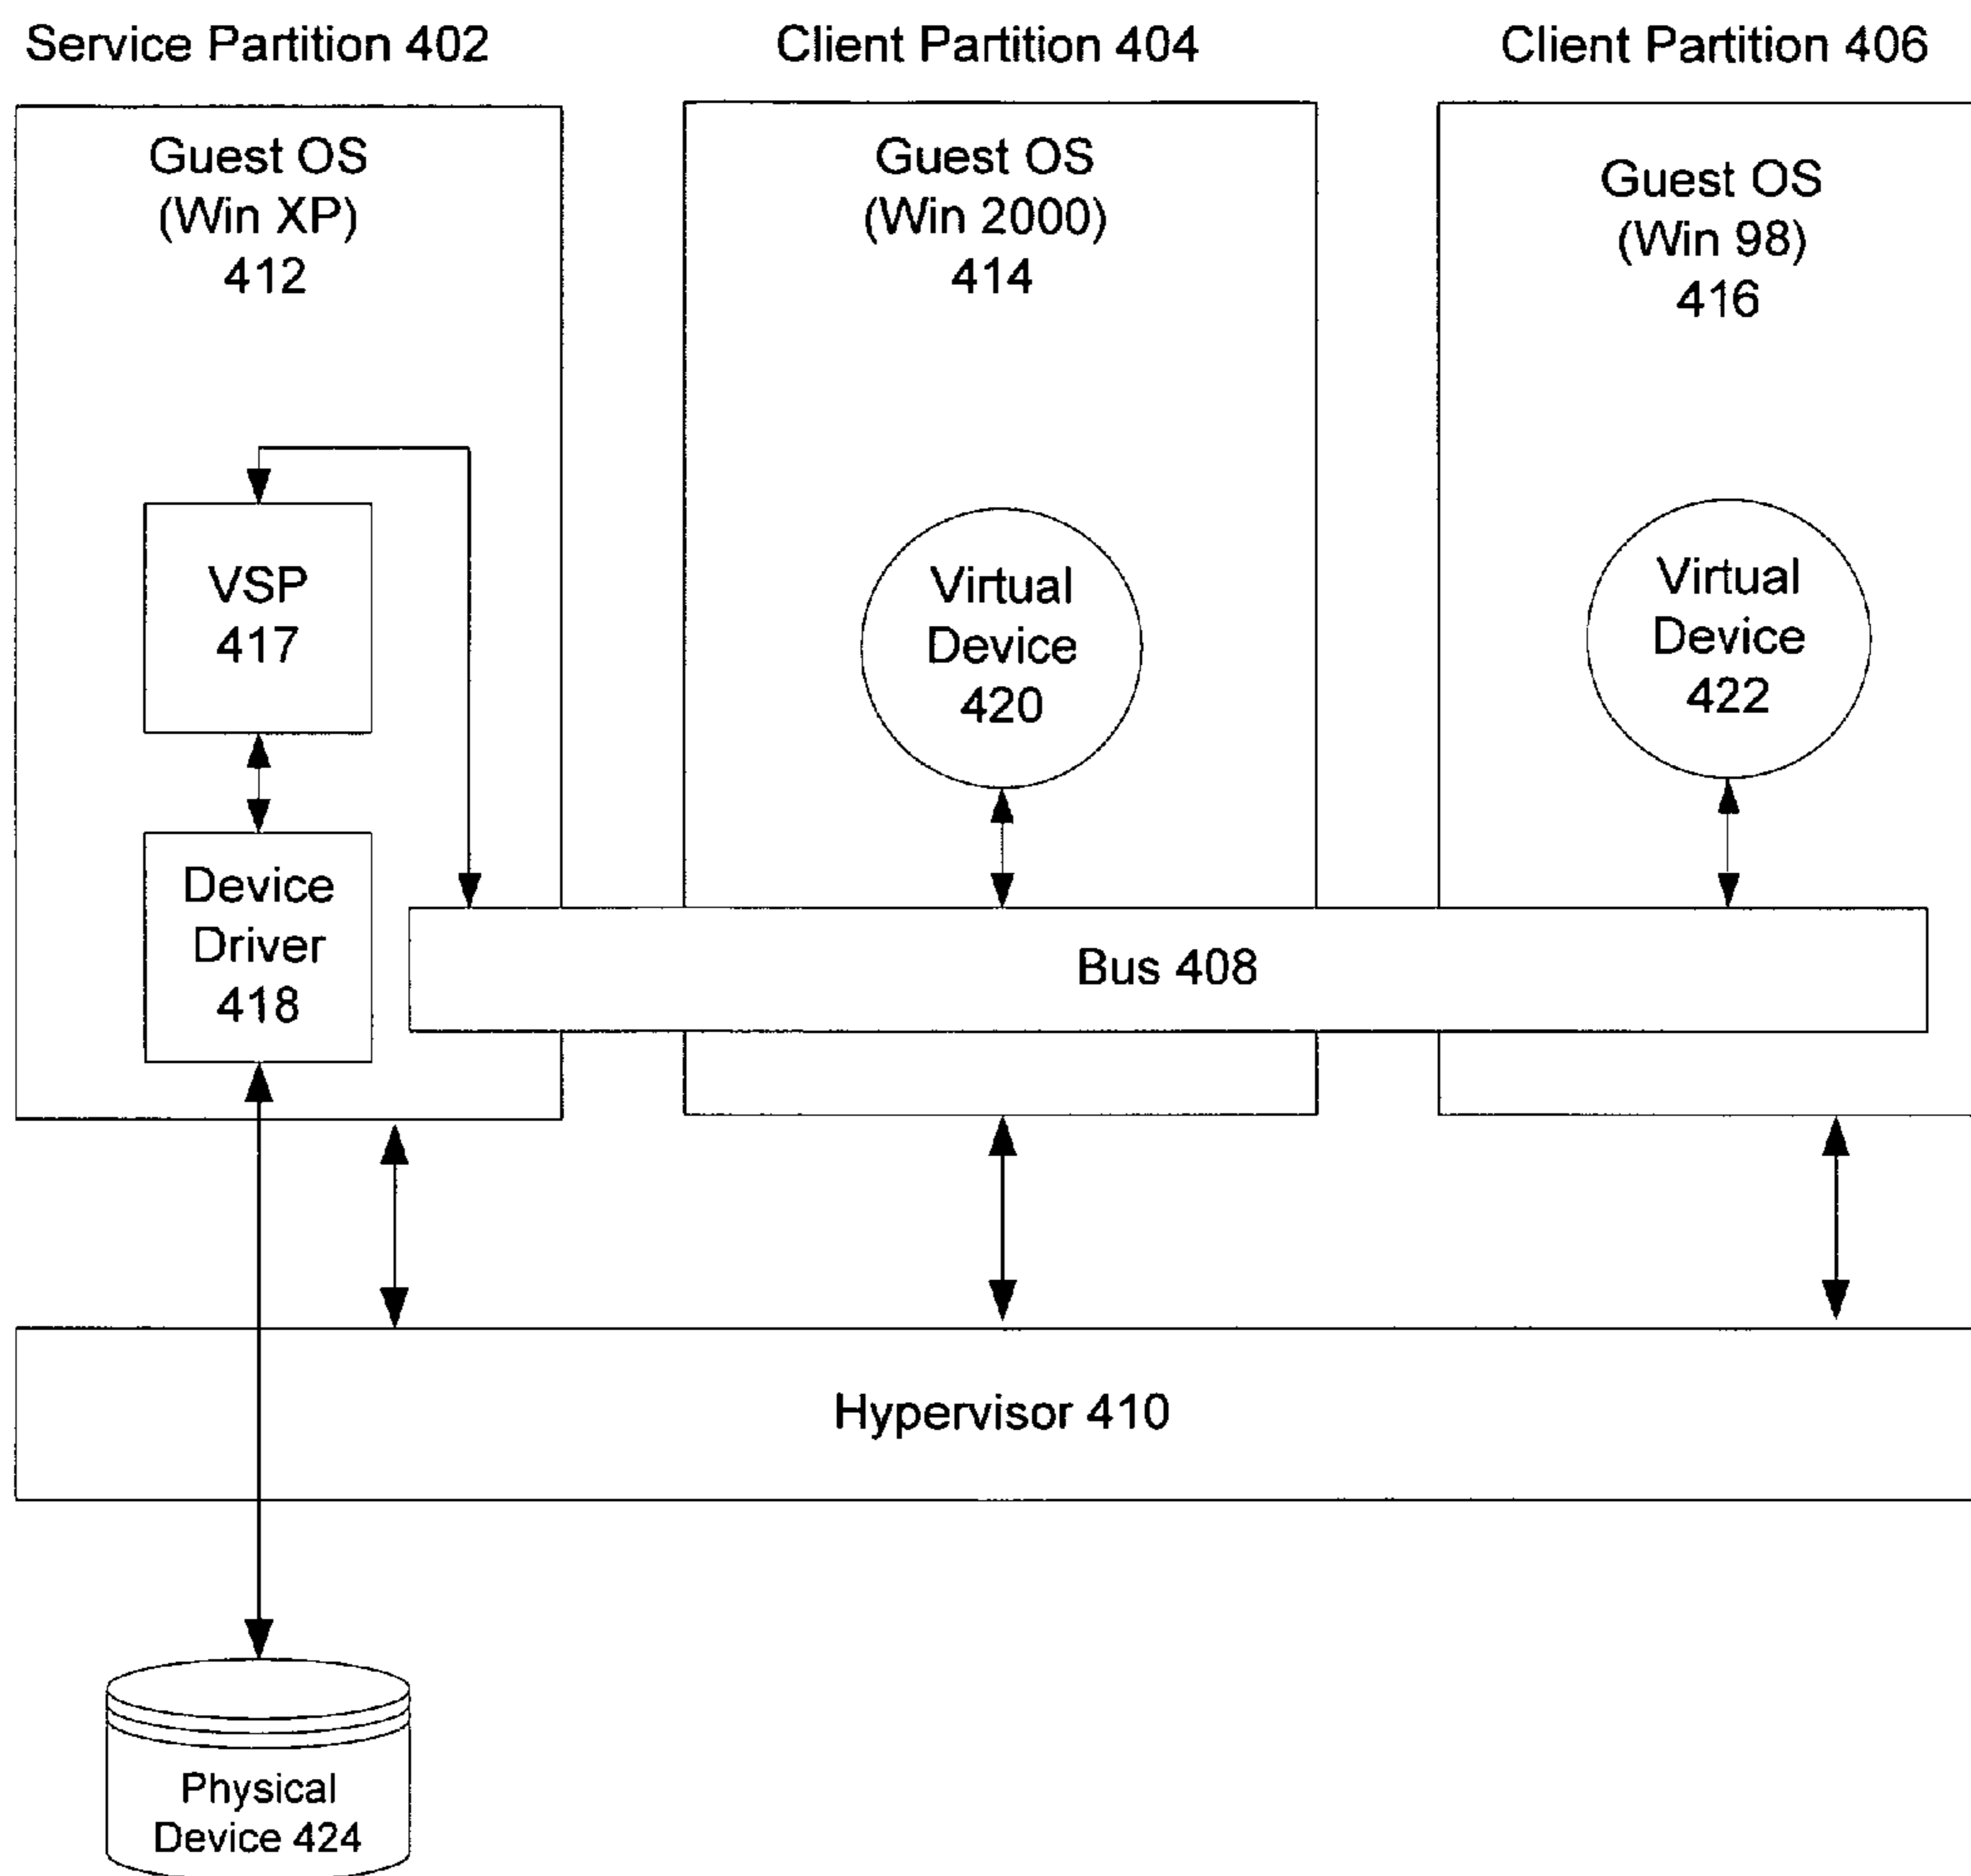 Service Partition 402
Client Partition 404
Client Partition 406
Guest OS
(Win XP)
412
Guest OS
(Win 2000)
414
Guest OS
(Win 98)
416
VSP
417
Virtual
Device
420
Virtual
Device
422
Device
Driver
418
Bus 408
Hypervisor 410
Physical
Device 424